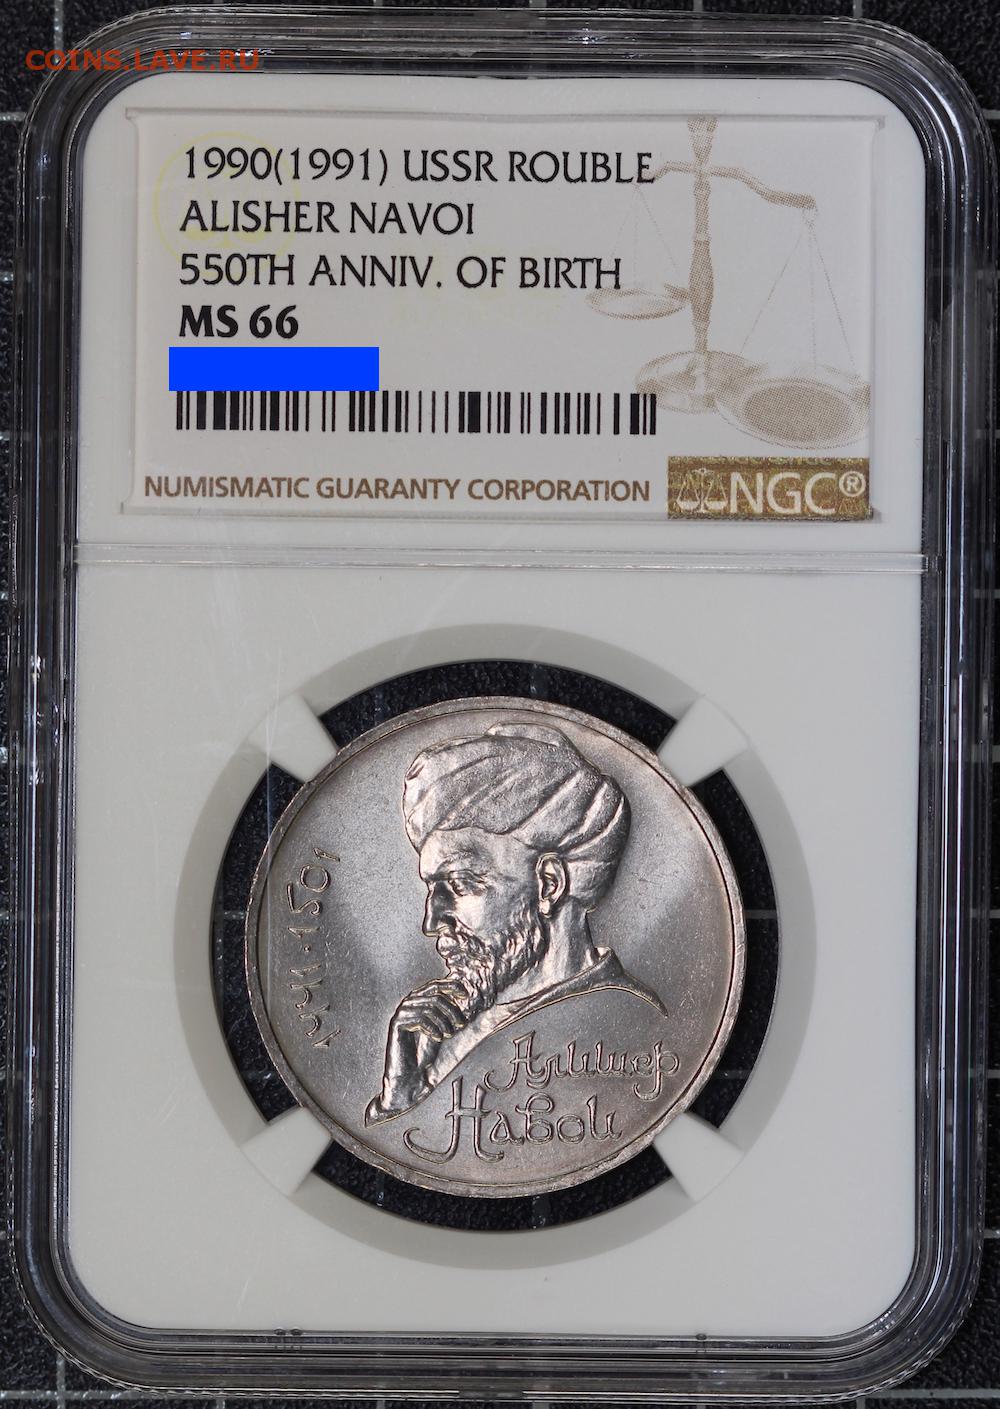 COINS.LAVE.RU
1990(1991) USSR ROUBLE
ALISHER NAVOI
550TH ANNIV. OF BIRTH
MS 66
NUMISMATIC GUARANTY CORPORATION
NGC®
1441·1501
Алишер
Навои